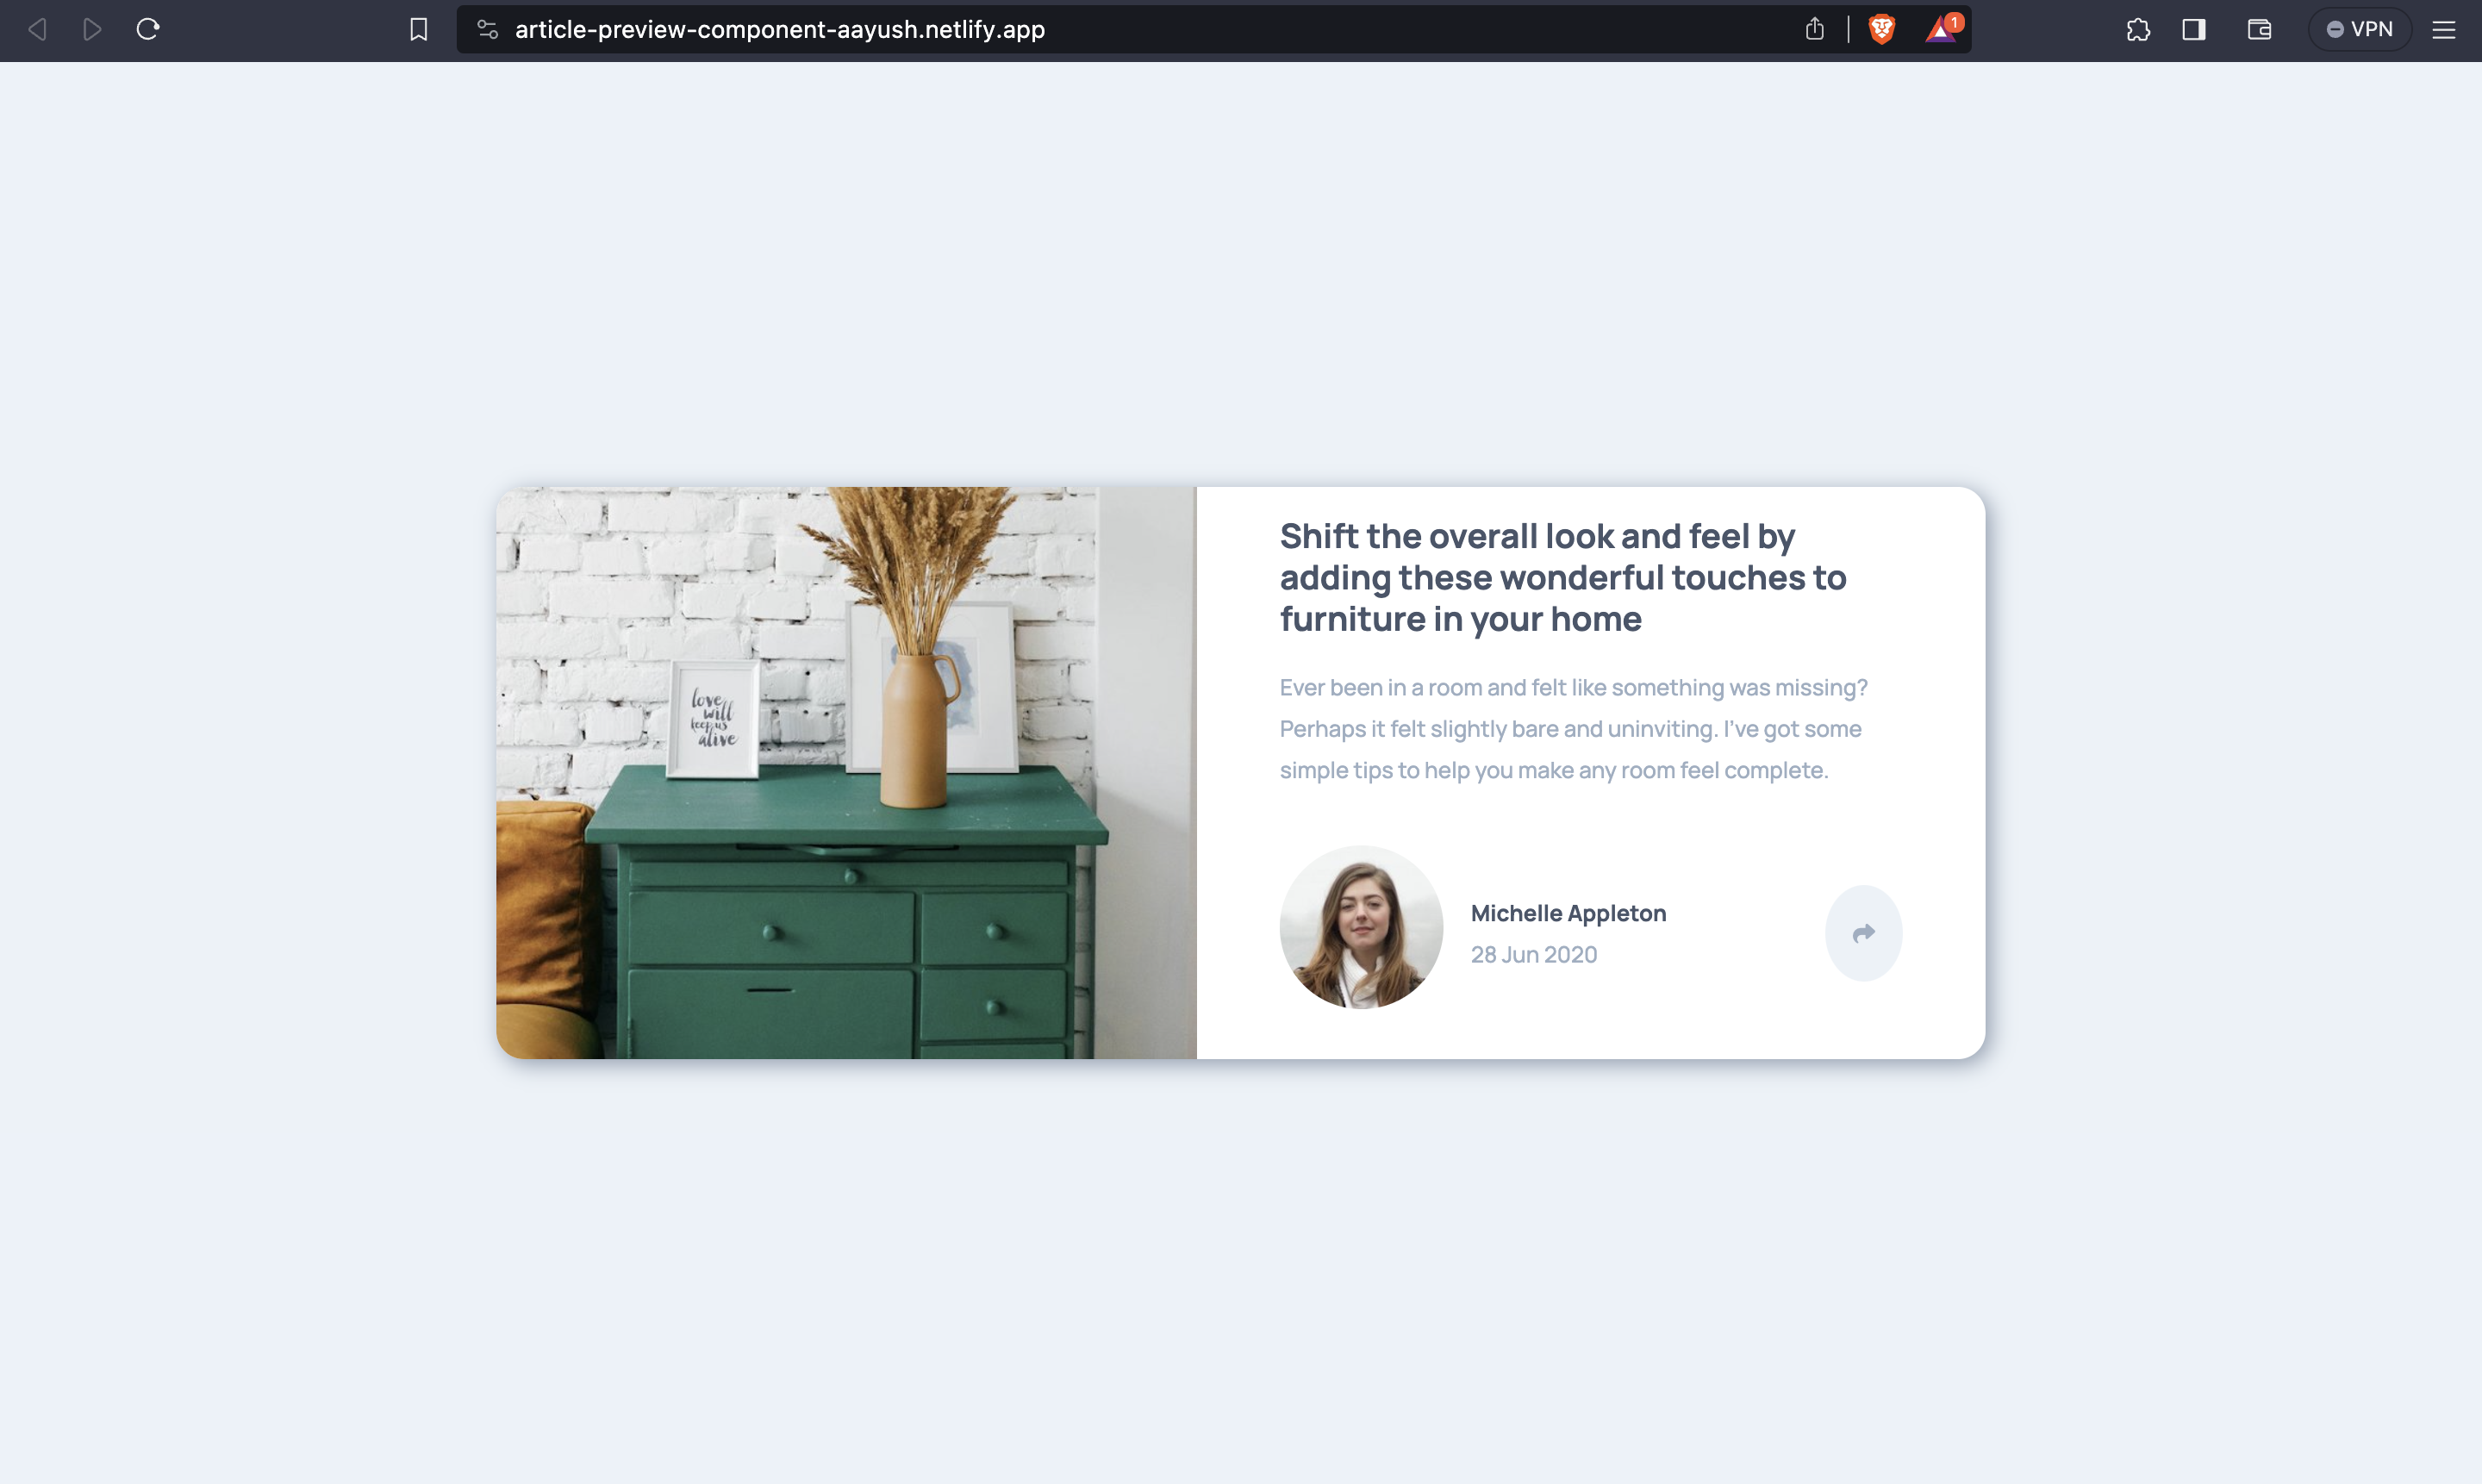 article-preview-component-aayush.netlify.app
1
VPN
love
will
keep us
alive
Shift the overall look and feel by
adding these wonderful touches to
furniture in your home
Ever been in a room and felt like something was missing?
Perhaps it felt slightly bare and uninviting. I’ve got some
simple tips to help you make any room feel complete.
Michelle Appleton
28 Jun 2020